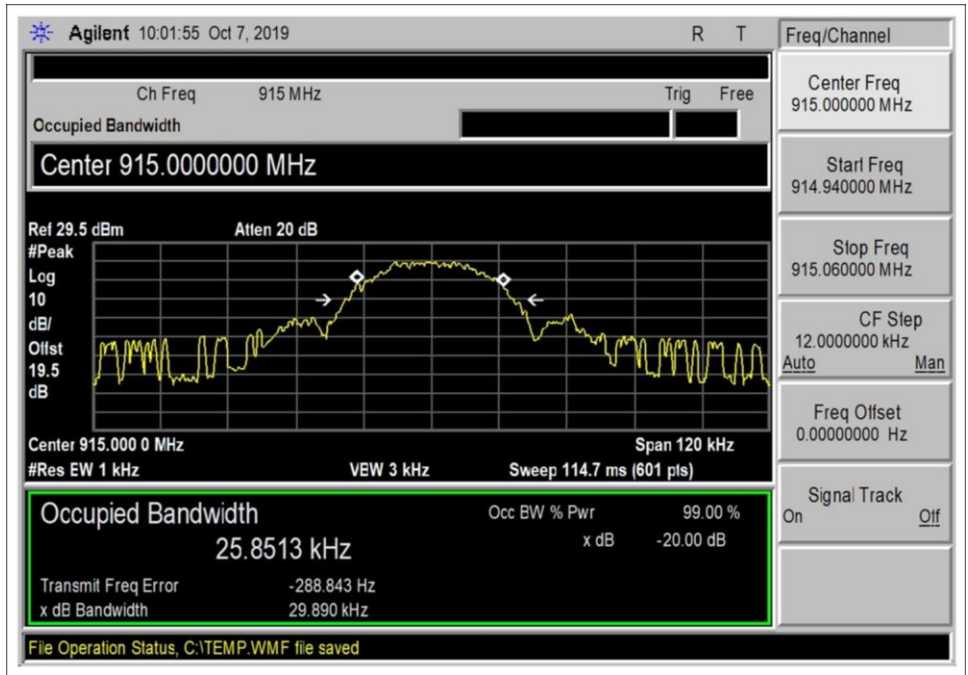 Agilent 10:01:55 Oct 7, 2019 R T
Freq/Channel
Ch Freq 915 MHz Trig Free
Occupied Bandwidth
Center 915.0000000 MHz
Ref 29.5 dBm Atten 20 dB
#Peak
Log
10
dB/
Offst
19.5
dB
Center 915.000 0 MHz Span 120 kHz
#Res EW 1 kHz VEW 3 kHz Sweep 114.7 ms (601 pts)
Occupied Bandwidth Occ BW % Pwr 99.00 %
25.8513 kHz x dB -20.00 dB
Transmit Freq Error -288.843 Hz
x dB Bandwidth 29.890 kHz
File Operation Status, C:\TEMP.WMF file saved
Center Freq
915.000000 MHz
Start Freq
914.940000 MHz
Stop Freq
915.060000 MHz
CF Step
12.0000000 kHz
Auto Man
Freq Offset
0.00000000 Hz
Signal Track
On Off